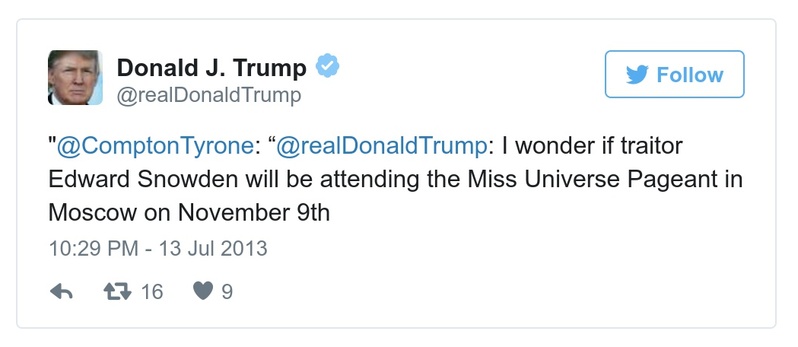 Donald J. Trump
@realDonaldTrump
Follow
"@ComptonTyrone: “@realDonaldTrump: I wonder if traitor
Edward Snowden will be attending the Miss Universe Pageant in
Moscow on November 9th
10:29 PM - 13 Jul 2013
16 9